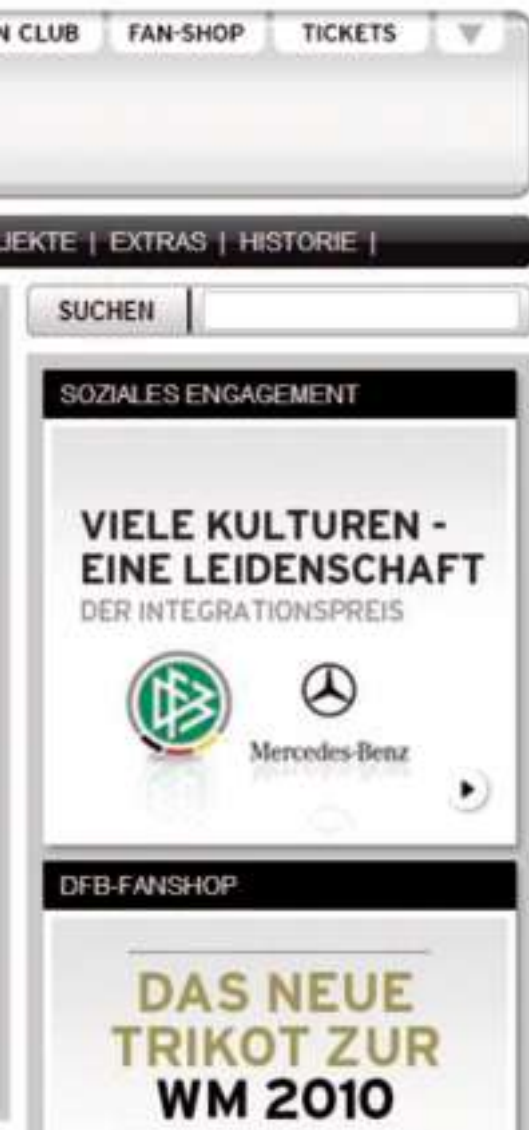 N CLUB FAN-SHOP TICKETS
JEKTE | EXTRAS | HISTORIE |
SUCHEN
SOZIALES ENGAGEMENT
VIELE KULTUREN -
EINE LEIDENSCHAFT
DER INTEGRATIONSPREIS
DFB
Mercedes-Benz
DFB-FANSHOP
DAS NEUE
TRIKOT ZUR
WM 2010